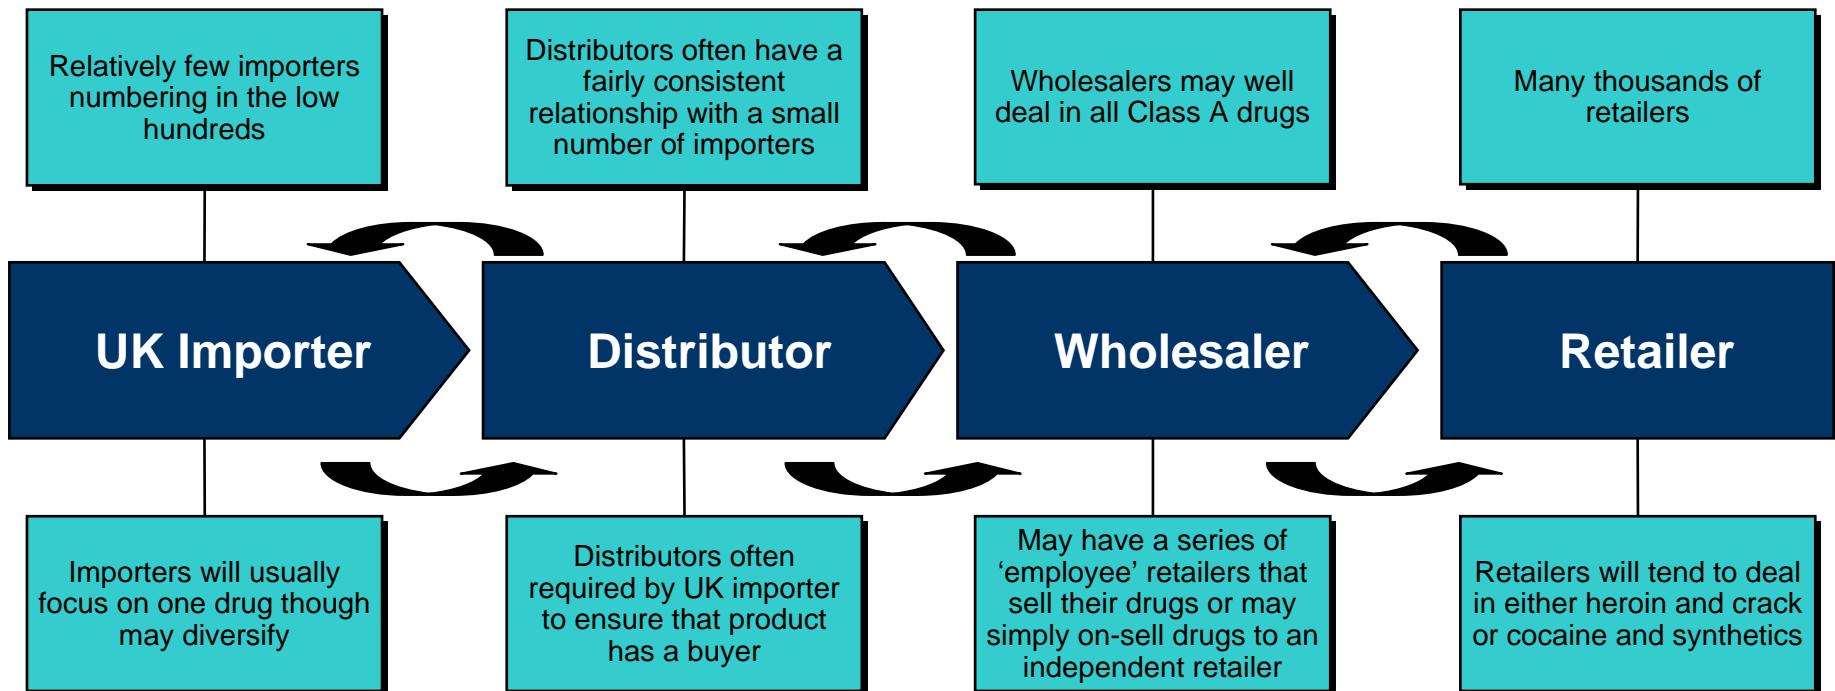 Relatively few importers
numbering in the low
hundreds
Distributors often have a
fairly consistent
relationship with a small
number of importers
Wholesalers may well
deal in all Class A drugs
Many thousands of
retailers
UK Importer
Distributor
Wholesaler
Retailer
Importers will usually
focus on one drug though
may diversify
Distributors often
required by UK importer
to ensure that product
has a buyer
May have a series of
‘employee’ retailers that
sell their drugs or may
simply on-sell drugs to an
independent retailer
Retailers will tend to deal
in either heroin and crack
or cocaine and synthetics